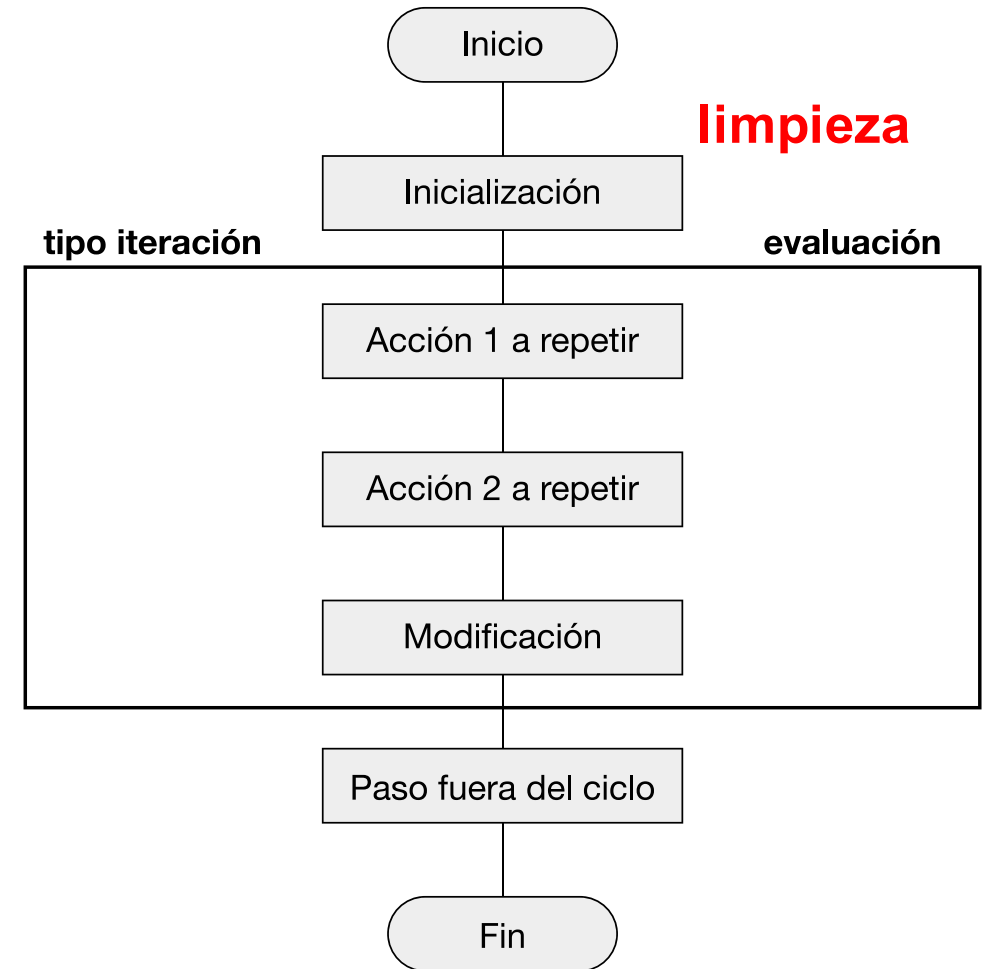 Inicio
limpieza
Inicialización
tipo iteración
evaluación
Acción 1 a repetir
Acción 2 a repetir
Modificación
Paso fuera del ciclo
Fin